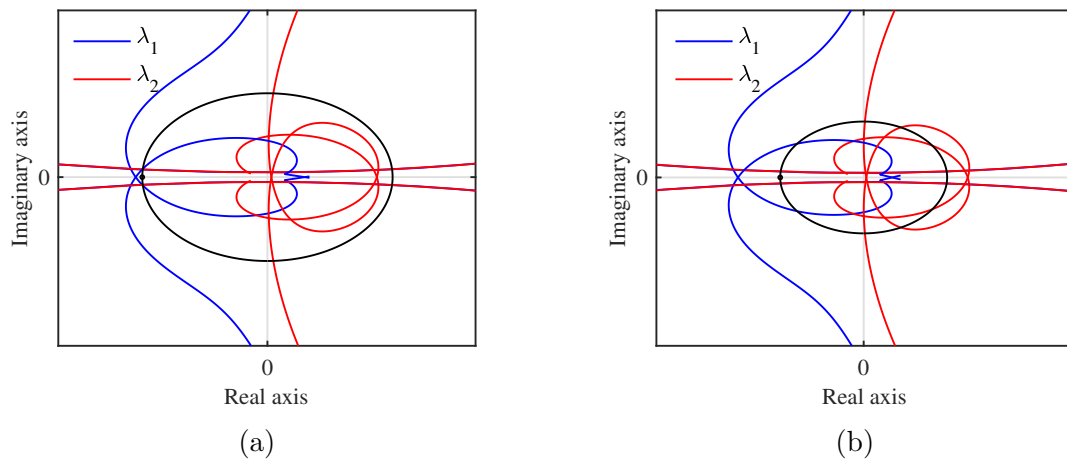 λ₁
λ₂
Imaginary axis
0
0
Real axis
(a)
λ₁
λ₂
Imaginary axis
0
0
Real axis
(b)